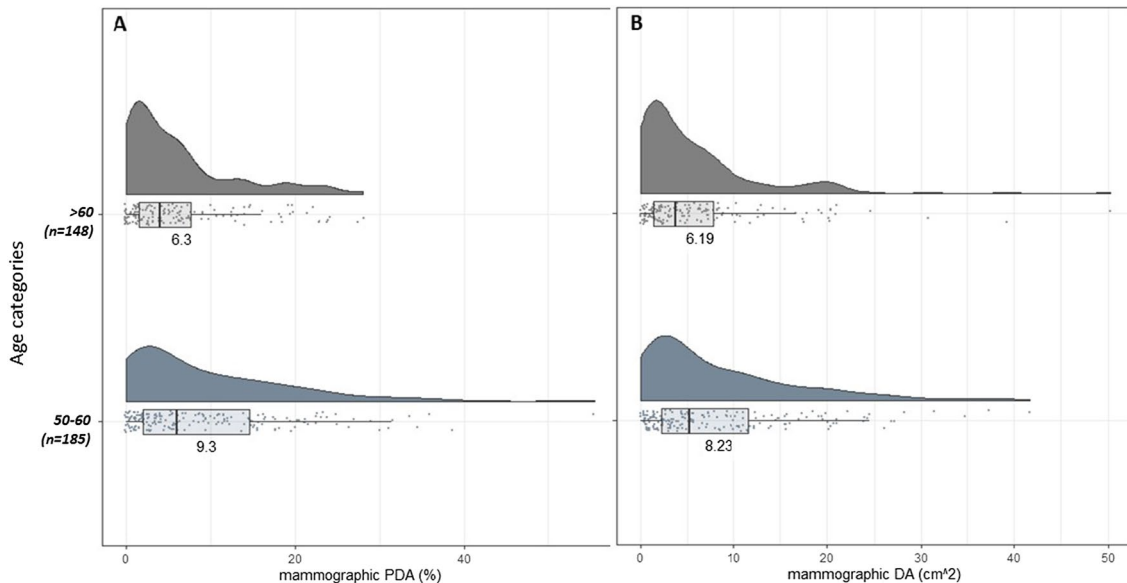 A
B
>60
(n=148)
6.3
6.19
Age categories
50-60
(n=185)
9.3
8.23
0 20 40
0 10 20 30 40 50
mammographic PDA (%)
mammographic DA (cm^2)